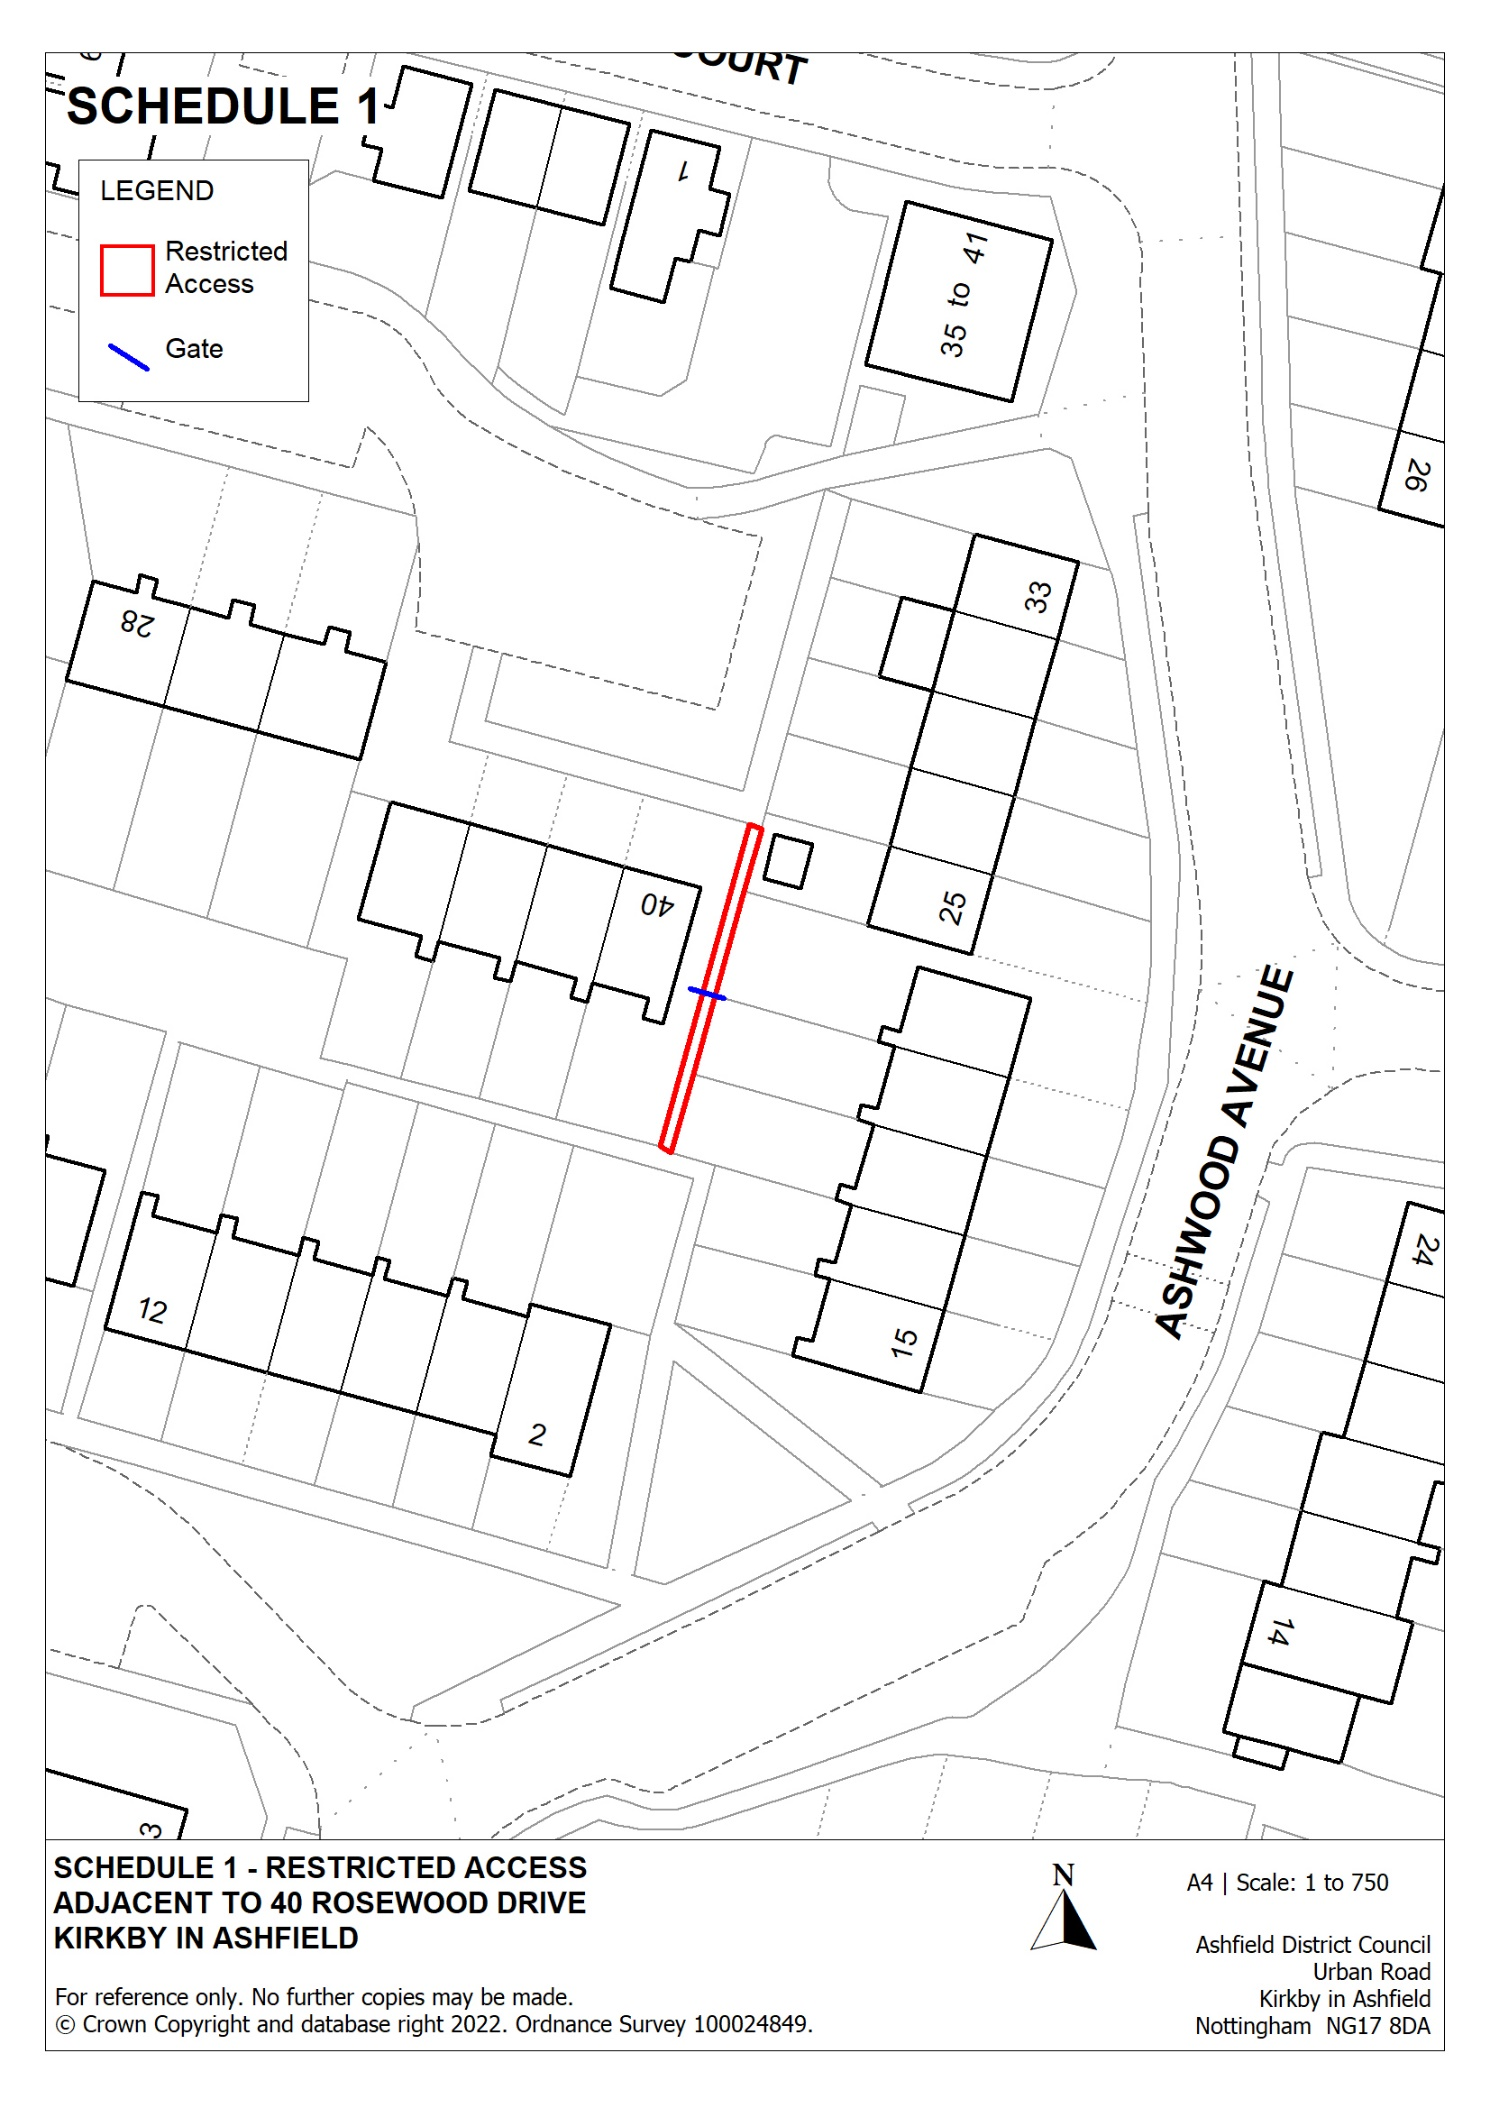 COURT
SCHEDULE 1
LEGEND
Restricted
Access
Gate
1
35 to 41
26
33
28
40
25
ASHWOOD AVENUE
24
12
15
2
14
3
SCHEDULE 1 - RESTRICTED ACCESS
ADJACENT TO 40 ROSEWOOD DRIVE
KIRKBY IN ASHFIELD
For reference only. No further copies may be made.
© Crown Copyright and database right 2022. Ordnance Survey 100024849.
N
A4 | Scale: 1 to 750
Ashfield District Council
Urban Road
Kirkby in Ashfield
Nottingham NG17 8DA